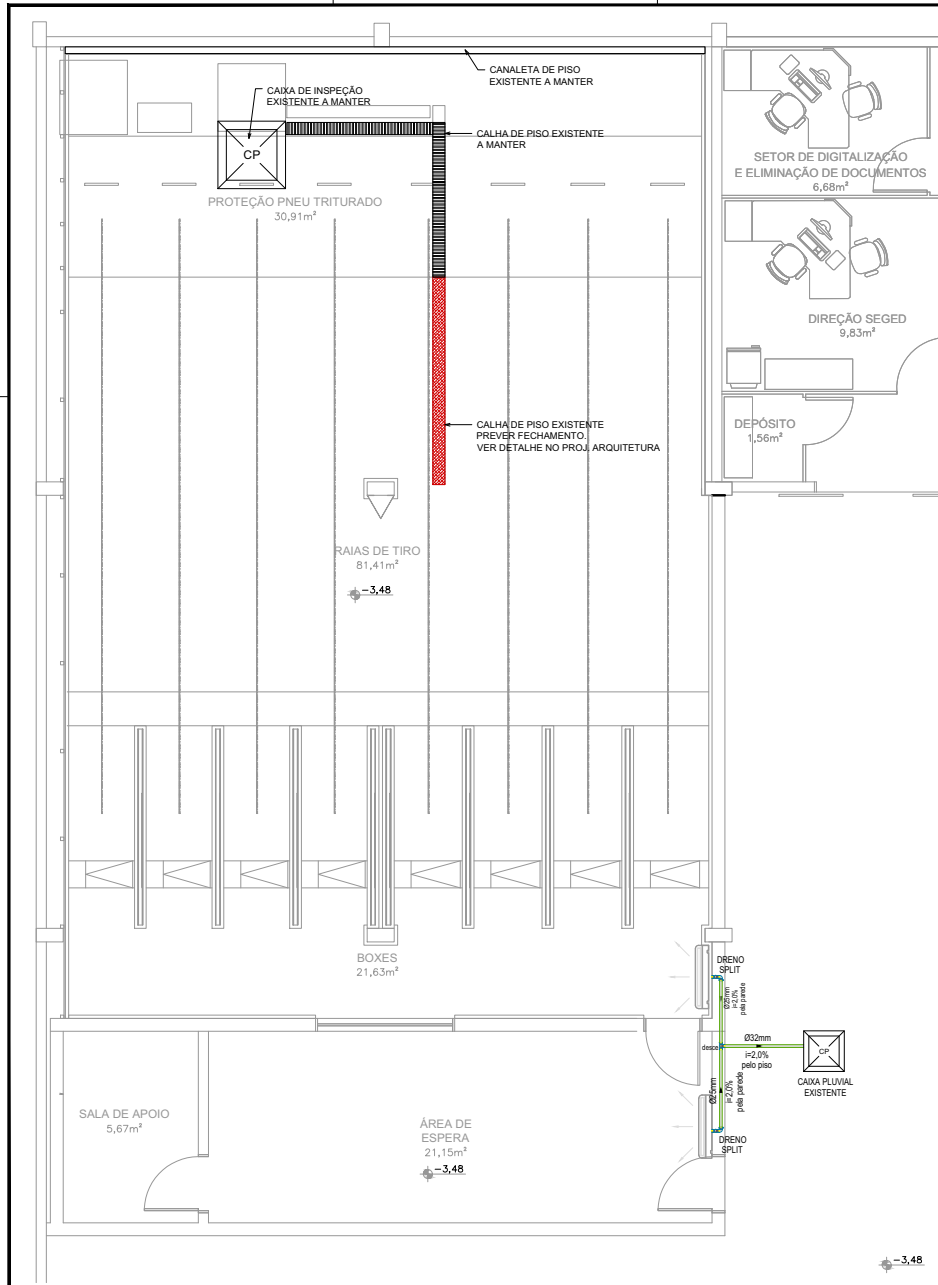 CANALETA DE PISO
EXISTENTE A MANTER
CAIXA DE INSPEÇÃO
EXISTENTE A MANTER
CP
CALHA DE PISO EXISTENTE
A MANTER
SETOR DE DIGITALIZAÇÃO
E ELIMINAÇÃO DE DOCUMENTOS
6,68m²
PROTEÇÃO PNEU TRITURADO
30,91m²
DIREÇÃO SEGED
9,83m²
CALHA DE PISO EXISTENTE
PREVER FECHAMENTO.
VER DETALHE NO PROJ. ARQUITETURA
DEPÓSITO
1,56m²
RAIAS DE TIRO
81,41m²
-3,48
BOXES
21,63m²
DRENO
SPLIT
Ø25mm
i=2,0%
pela parede
desce
Ø32mm
i=2,0%
pelo piso
CP
CAIXA PLUVIAL
EXISTENTE
Ø25mm
i=2,0%
pela parede
DRENO
SPLIT
SALA DE APOIO
5,67m²
ÁREA DE
ESPERA
21,15m²
-3,48
-3,48